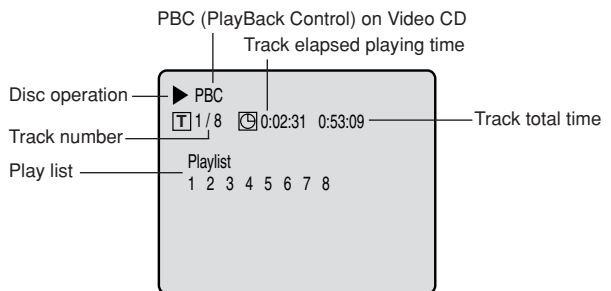 PBC (PlayBack Control) on Video CD
Track elapsed playing time
Disc operation
PBC
T 1 / 8 0:02:31 0:53:09
Track total time
Track number
Play list
Playlist
1 2 3 4 5 6 7 8